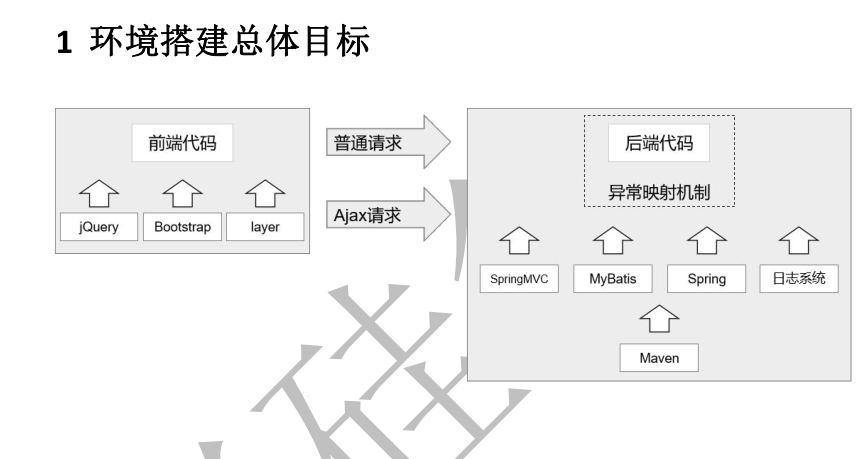 1 环境搭建总体目标
前端代码
jQuery
Bootstrap
layer
普通请求
Ajax请求
后端代码
异常映射机制
SpringMVC
MyBatis
Spring
日志系统
Maven
硅